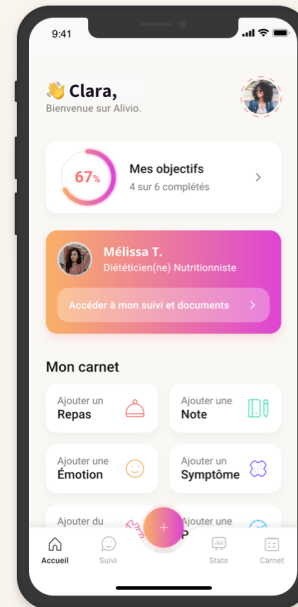 9:41
👋 Clara,
Bienvenue sur Alivio.
67%
Mes objectifs
4 sur 6 complétés
Mélissa T.
Diététicien(ne) Nutritionniste
Accéder à mon suivi et documents
Mon carnet
Ajouter un
Repas
Ajouter une
Note
Ajouter une
Émotion
Ajouter un
Symptôme
Ajouter du
Ajouter une
P
Accueil
Suivi
Stats
Carnet